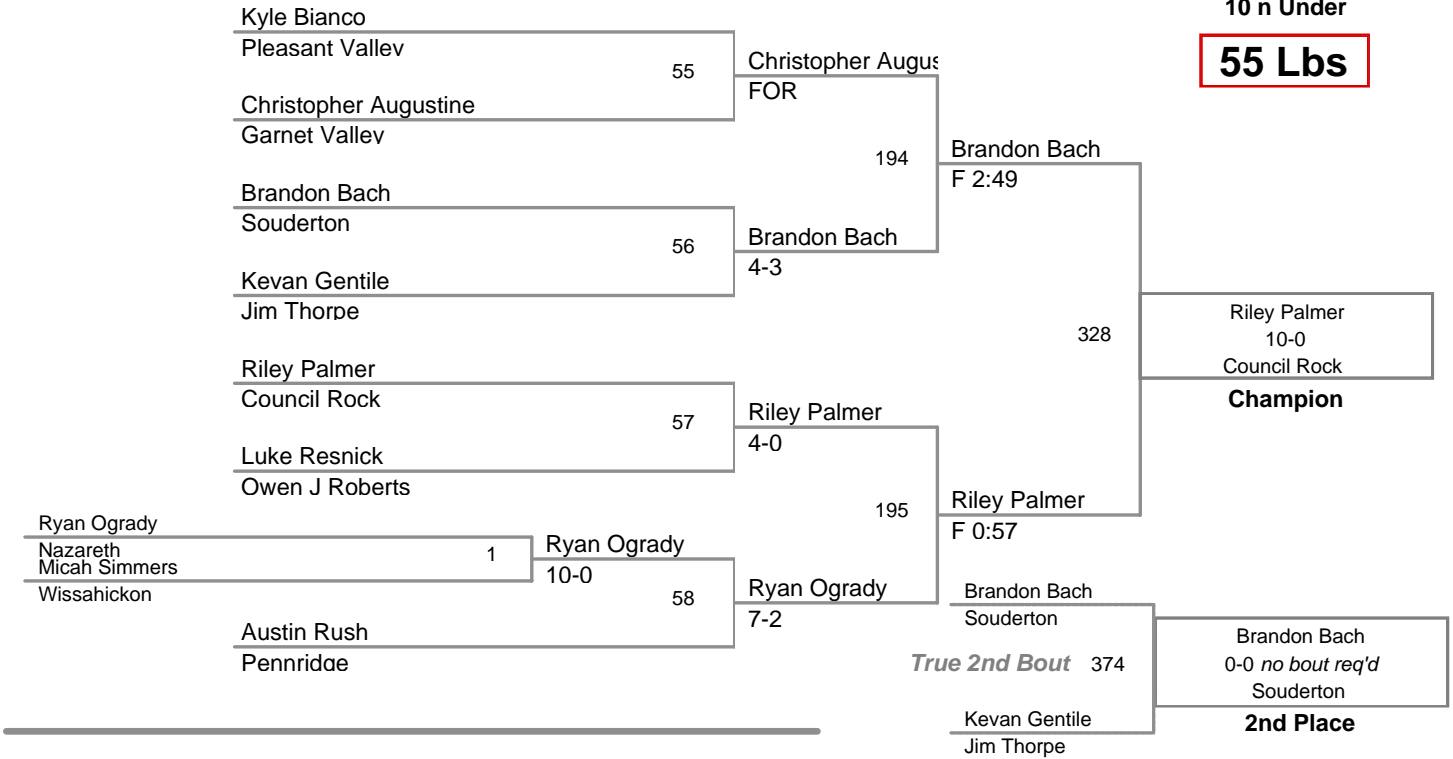 10 n Under
55 Lbs
Kyle Bianco
Pleasant Valley
55
Christopher Augustine
Garnet Valley
Christopher Augus
FOR
194
Brandon Bach
Souderton
56
Kevan Gentile
Jim Thorpe
Brandon Bach
4-3
Brandon Bach
F 2:49
328
Riley Palmer
Council Rock
57
Luke Resnick
Owen J Roberts
Riley Palmer
4-0
195
Ryan Ogrady
Nazareth
1
Micah Simmers
Wissahickon
Ryan Ogrady
10-0
58
Austin Rush
Pennridge
Ryan Ogrady
7-2
Riley Palmer
F 0:57
Riley Palmer
10-0
Council Rock
Champion
Brandon Bach
Souderton
True 2nd Bout 374
Kevan Gentile
Jim Thorpe
Brandon Bach
0-0 no bout req'd
Souderton
2nd Place